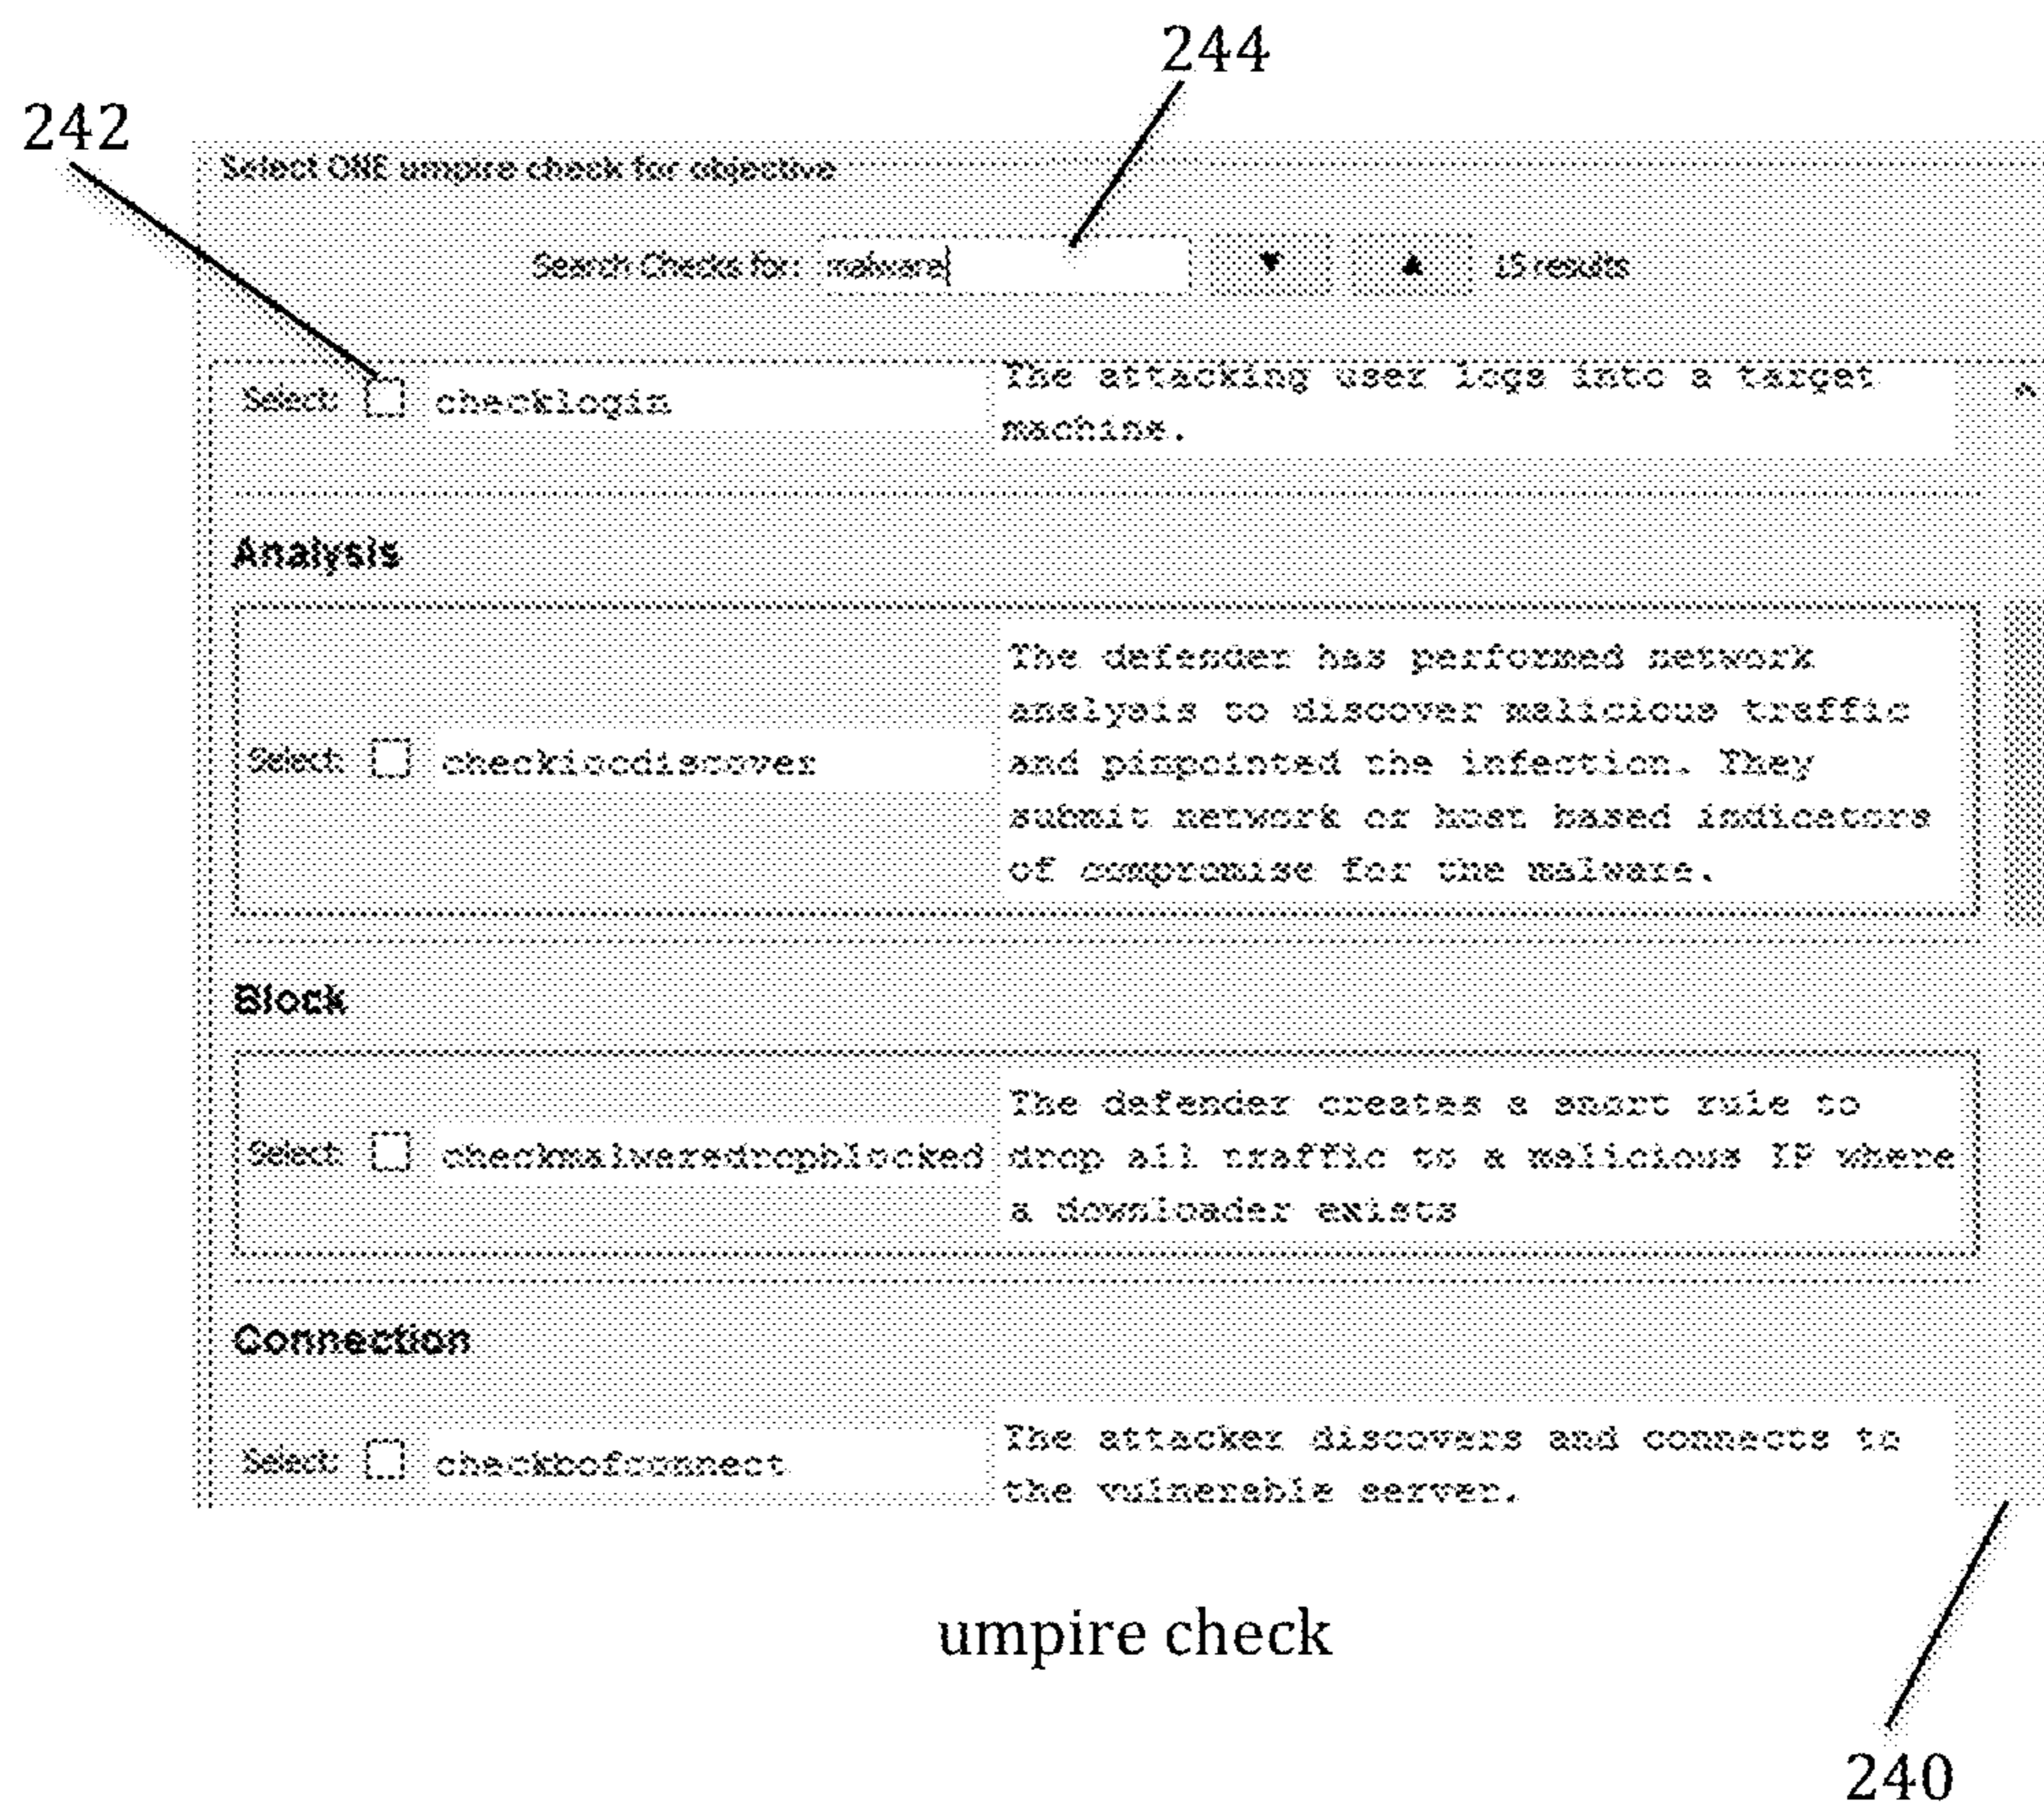 244
242
Select ONE umpire check for objective
Search Checks for: malware ▼ ▲ 15 results
Select: checklogin
The attacking user logs into a target
machine.
Analysis
Select: checkiocdiscover
The defender has performed network
analysis to discover malicious traffic
and pinpointed the infection. They
submit network or host based indicators
of compromise for the malware.
Block
Select: checkmalwaredropblocked
The defender creates a snort rule to
drop all traffic to a malicious IP where
a downloader exists
Connection
Select: checkbofconnect
The attacker discovers and connects to
the vulnerable server.
umpire check
240